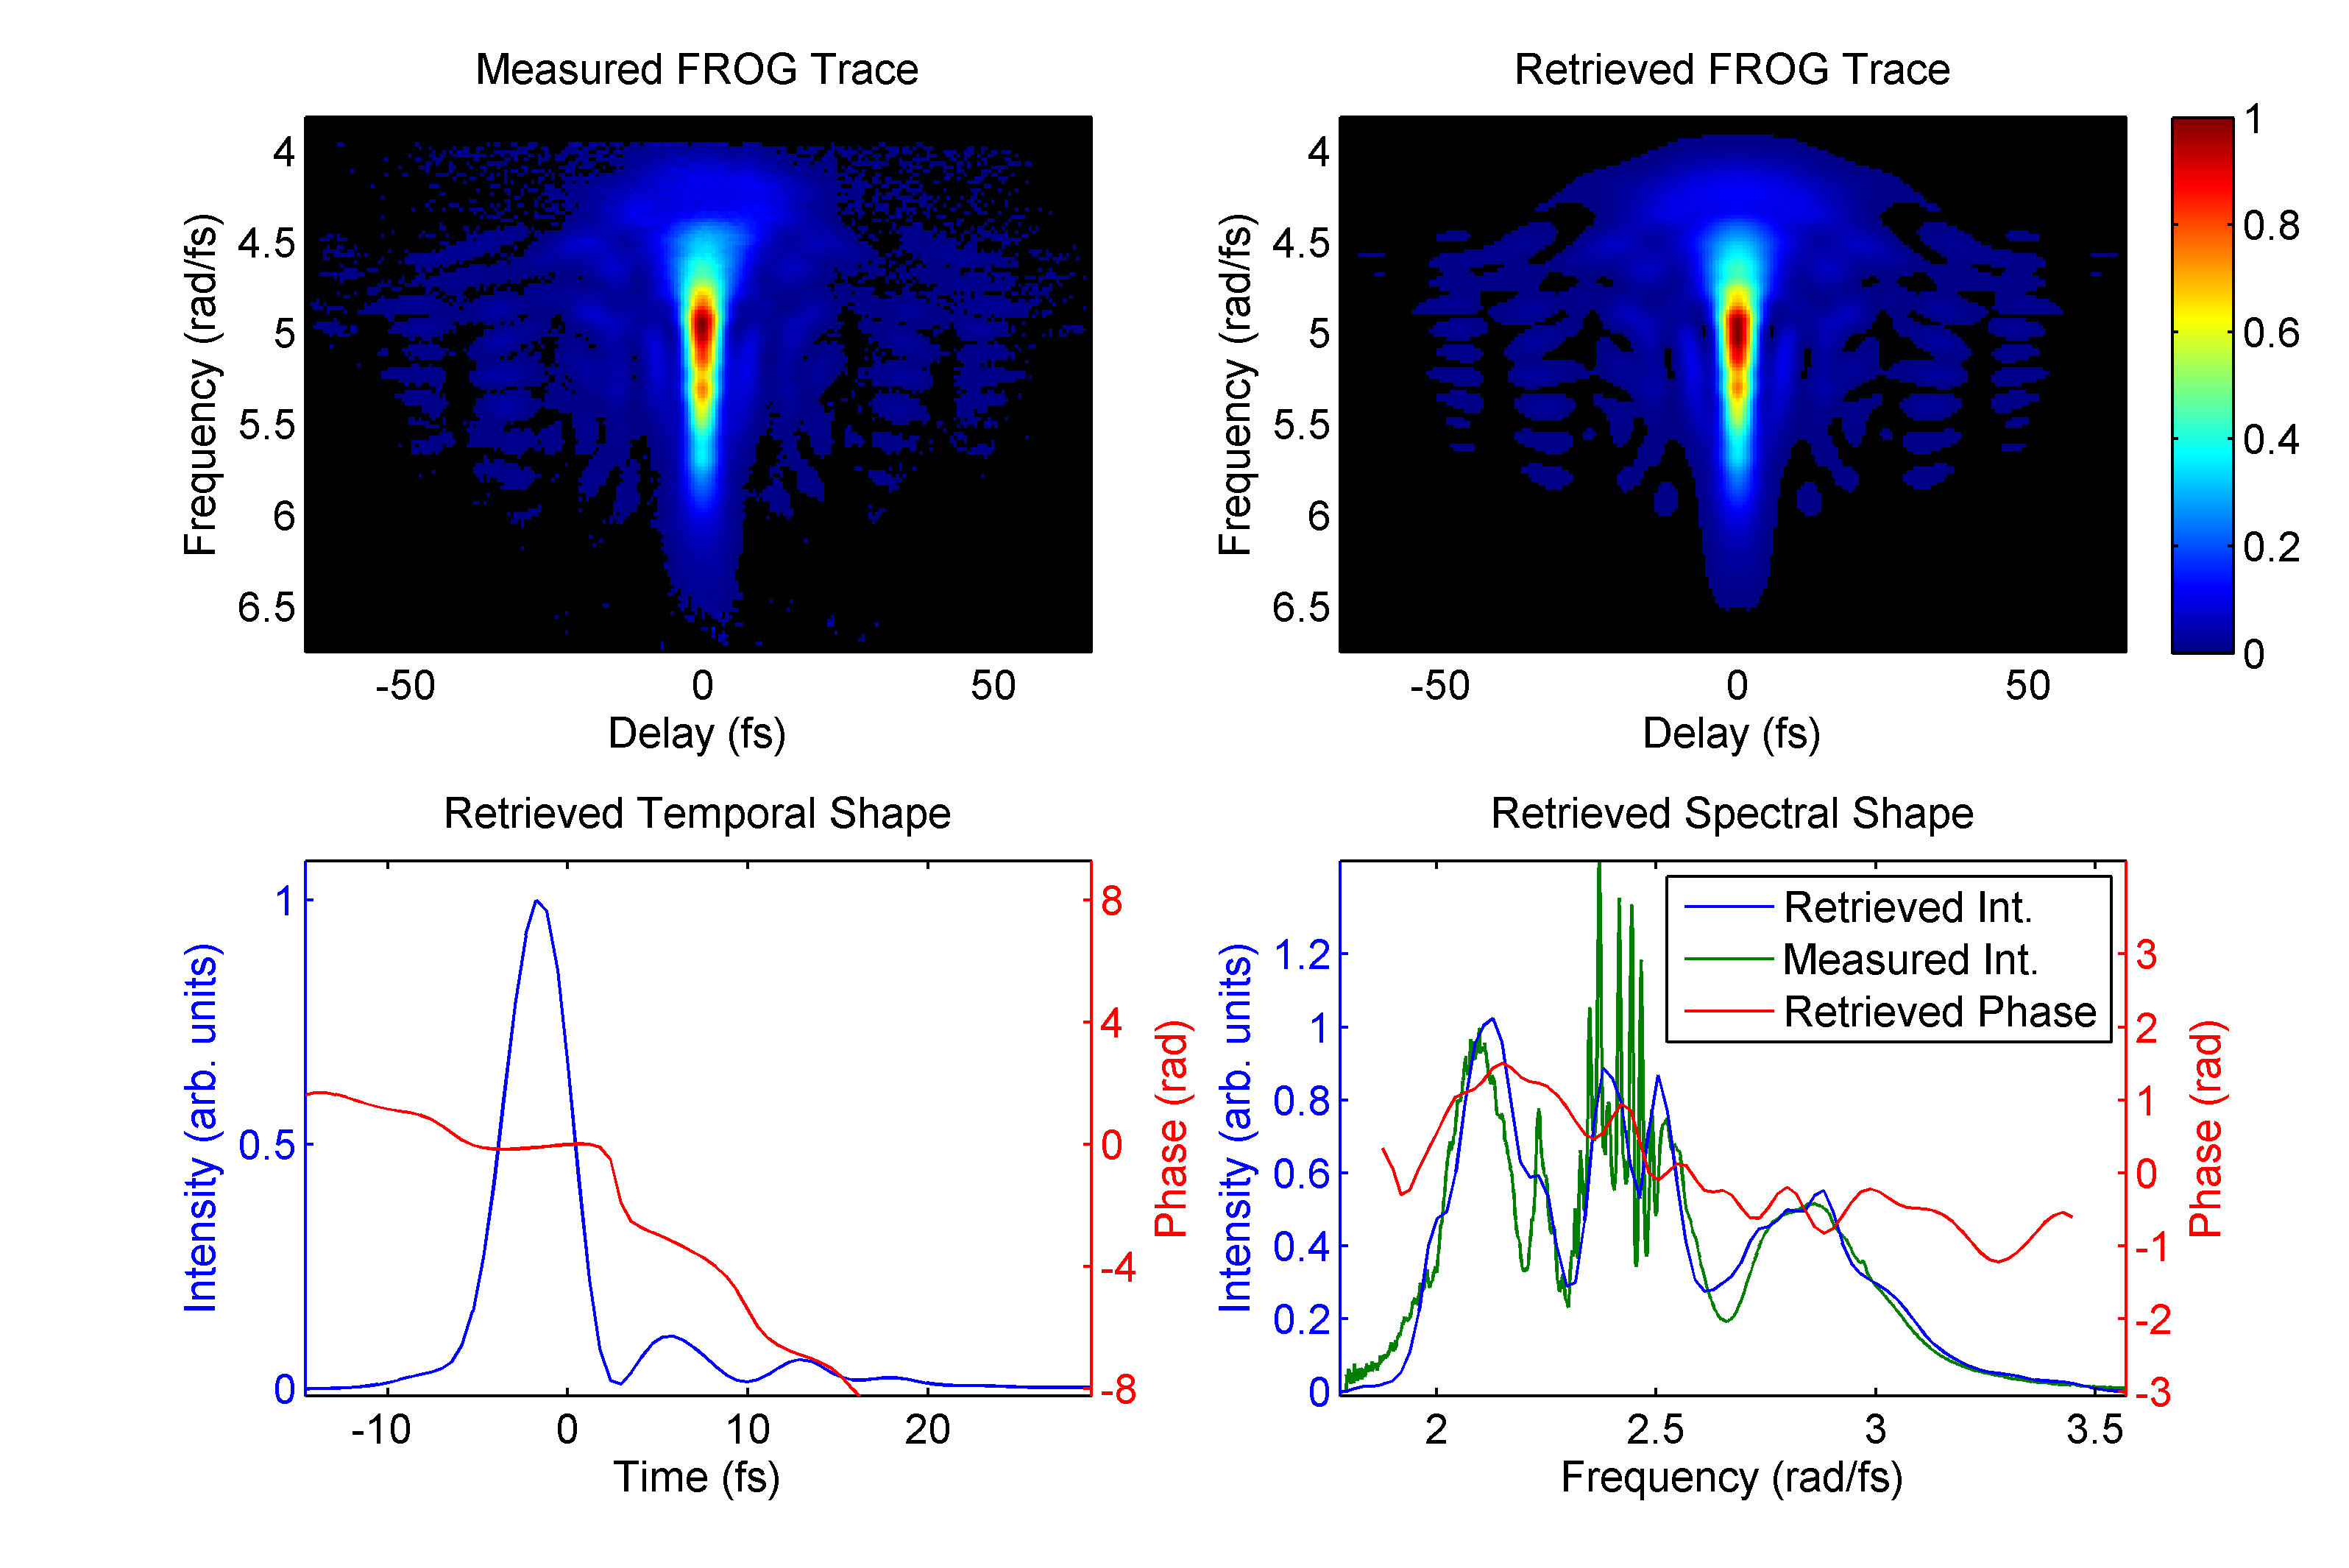 Measured FROG Trace
Frequency (rad/fs)
4
4.5
5
5.5
6
6.5
-50 0 50
Delay (fs)
Retrieved FROG Trace
Frequency (rad/fs)
4
4.5
5
5.5
6
6.5
-50 0 50
Delay (fs)
1
0.8
0.6
0.4
0.2
0
Retrieved Temporal Shape
Intensity (arb. units)
1
0.5
0
8
4
0
-4
-8
Phase (rad)
-10 0 10 20
Time (fs)
Retrieved Spectral Shape
Intensity (arb. units)
1.2
1
0.8
0.6
0.4
0.2
0
Retrieved Int.
Measured Int.
Retrieved Phase
3
2
1
0
-1
-2
-3
Phase (rad)
2 2.5 3 3.5
Frequency (rad/fs)